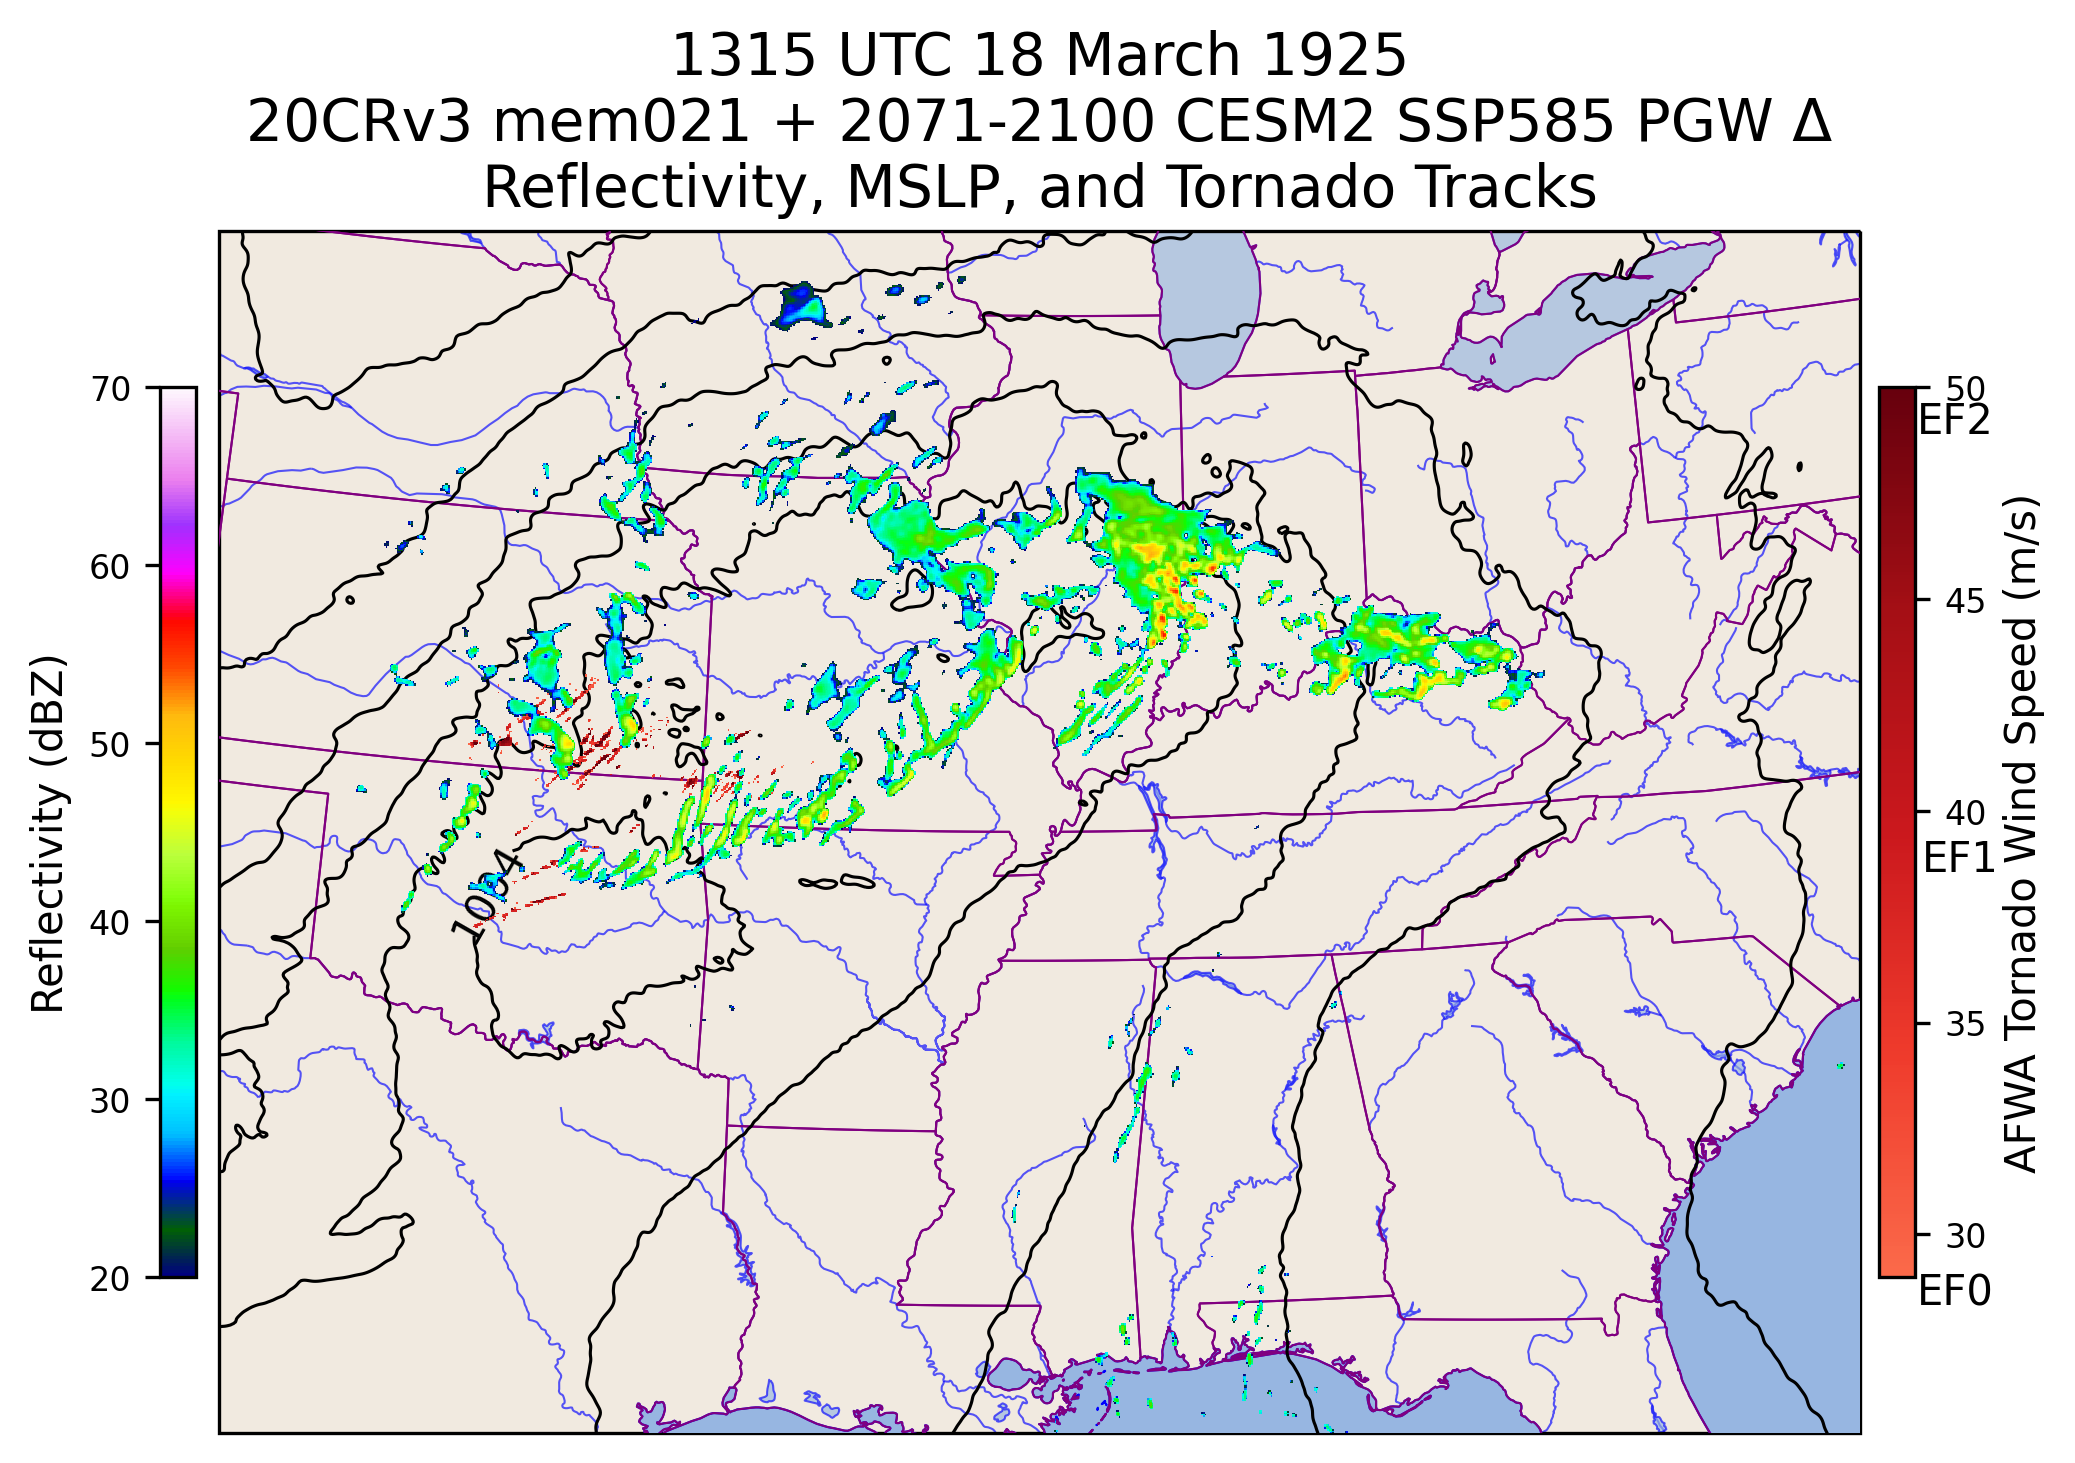 1315 UTC 18 March 1925
20CRv3 mem021 + 2071-2100 CESM2 SSP585 PGW Δ
Reflectivity, MSLP, and Tornado Tracks
70
60
50
40
30
20
Reflectivity (dBZ)
1004
50
EF2
45
40
EF1
35
30
EF0
AFWA Tornado Wind Speed (m/s)